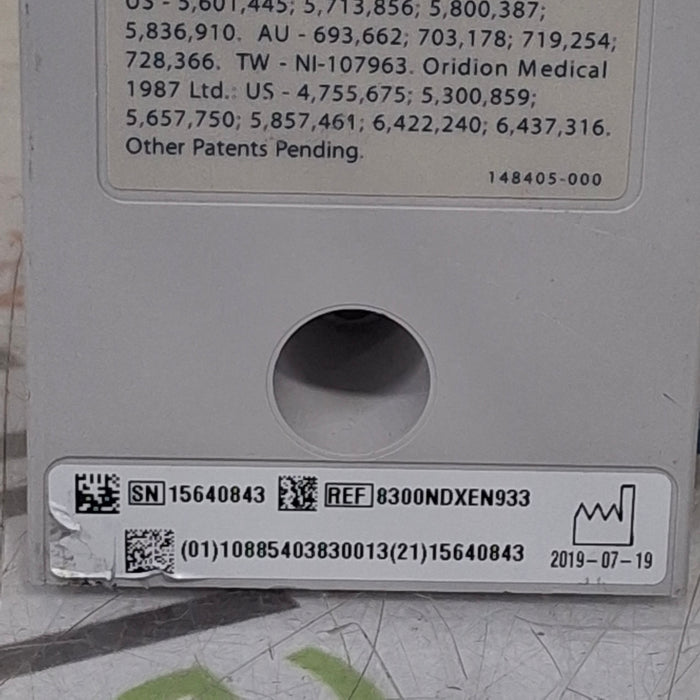 US - 5,601,445; 5,713,856; 5,800,387;
5,836,910. AU - 693,662; 703,178; 719,254;
728,366. TW - NI-107963. Oridion Medical
1987 Ltd.: US - 4,755,675; 5,300,859;
5,657,750; 5,857,461; 6,422,240; 6,437,316.
Other Patents Pending.
148405-000
SN 15640843 REF 8300NDXEN933
(01)10885403830013(21)15640843
2019-07-19